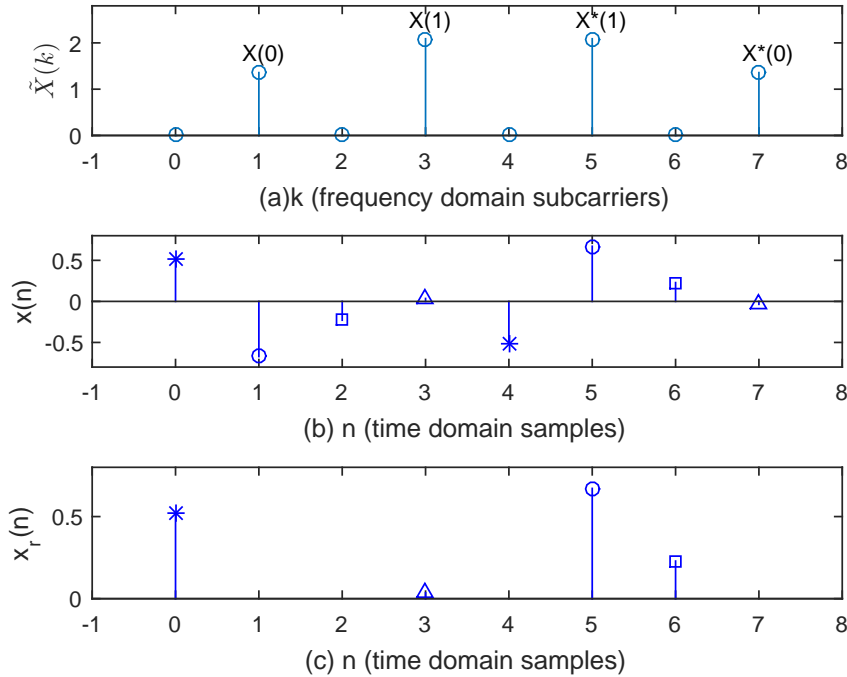 X(0) X(1) X*(1) X*(0)
X̃(k)
2
1
0
-1 0 1 2 3 4 5 6 7 8
(a)k (frequency domain subcarriers)
x(n)
0.5
0
-0.5
-1 0 1 2 3 4 5 6 7 8
(b) n (time domain samples)
x_r(n)
0.5
0
-1 0 1 2 3 4 5 6 7 8
(c) n (time domain samples)